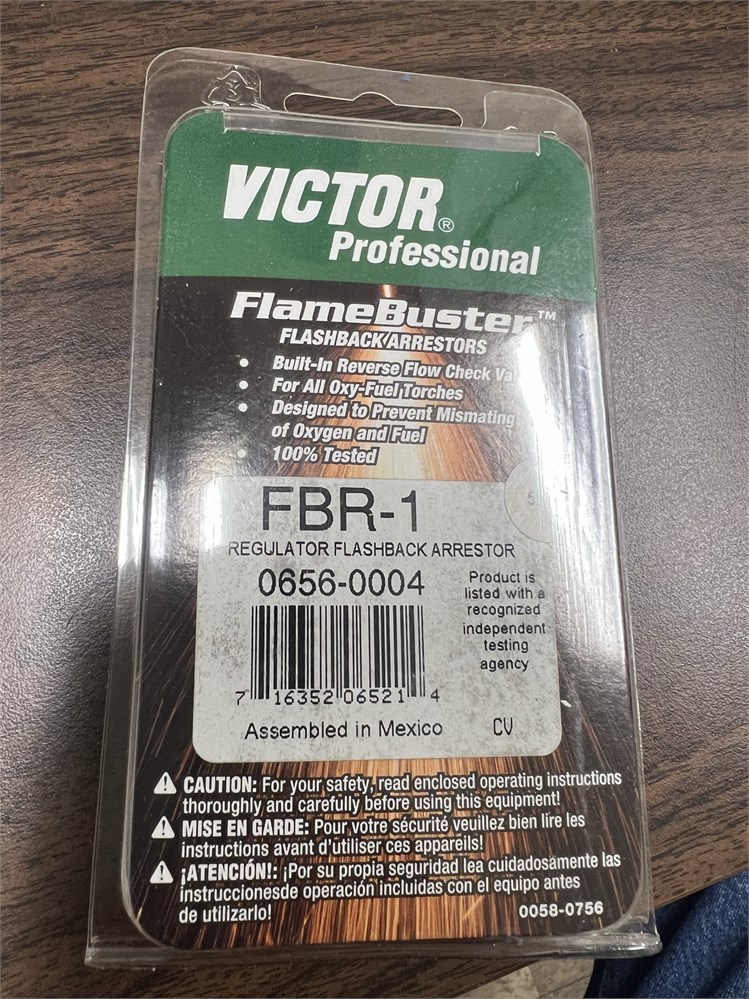 VICTOR®
Professional
FlameBuster™
FLASHBACK ARRESTORS
• Built-In Reverse Flow Check
• For All Oxy-Fuel Torches
• Designed to Prevent Mismating
of Oxygen and Fuel
• 100% Tested
FBR-1
REGULATOR FLASHBACK ARRESTOR
0656-0004
Product is
listed with a
recognized
independent
testing
agency
7 16352 06521 4
Assembled in Mexico
CV
CAUTION: For your safety, read enclosed operating instructions
thoroughly and carefully before using this equipment!
MISE EN GARDE: Pour votre sécurité veuillez bien lire les
instructions avant d'utiliser ces appareils!
¡ATENCIÓN!: ¡Por su propia seguridad lea cuidadosamente las
instruccionesde operación incluidas con el equipo antes
de utilizarlo!
0058-0756